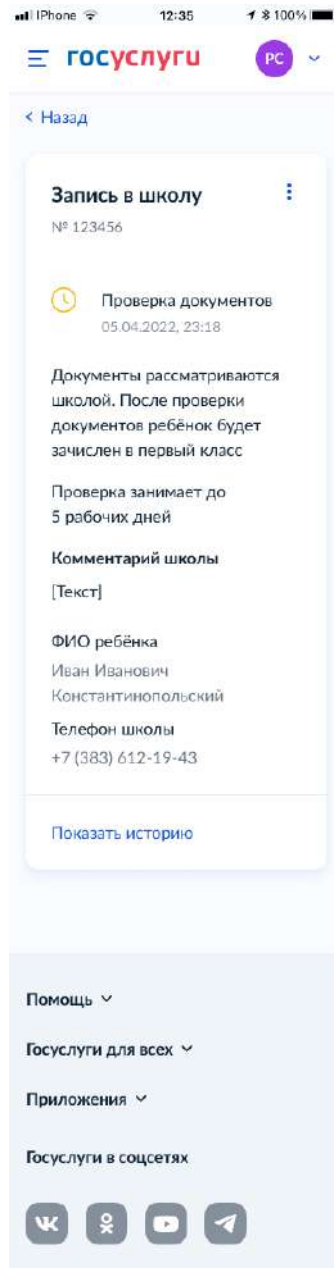 iPhone 12:35 100%
госуслуги РС
Назад
Запись в школу
№ 123456
Проверка документов
05.04.2022, 23:18
Документы рассматриваются
школой. После проверки
документов ребёнок будет
зачислен в первый класс
Проверка занимает до
5 рабочих дней
Комментарий школы
[Текст]
ФИО ребёнка
Иван Иванович
Константинопольский
Телефон школы
+7 (383) 612-19-43
Показать историю
Помощь
Госуслуги для всех
Приложения
Госуслуги в соцсетях